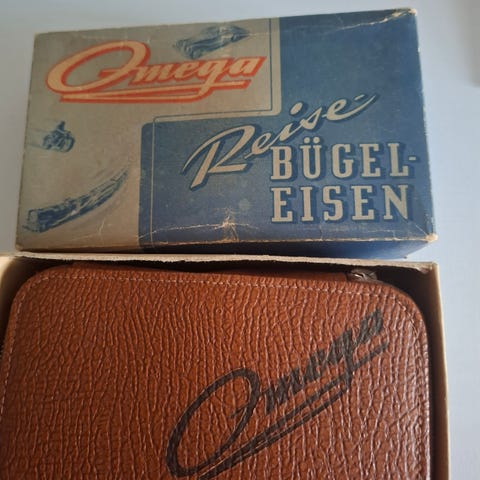 Omega
Reise-
BÜGEL-
EISEN
Omega